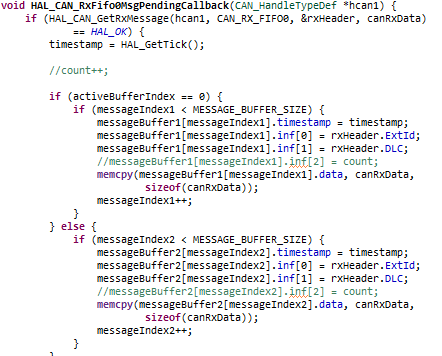 void HAL_CAN_RxFifo0MsgPendingCallback(CAN_HandleTypeDef *hcan1) {
if (HAL_CAN_GetRxMessage(hcan1, CAN_RX_FIFO0, &rxHeader, canRxData)
== HAL_OK) {
timestamp = HAL_GetTick();
//count++;
if (activeBufferIndex == 0) {
if (messageIndex1 < MESSAGE_BUFFER_SIZE) {
messageBuffer1[messageIndex1].timestamp = timestamp;
messageBuffer1[messageIndex1].inf[0] = rxHeader.ExtId;
messageBuffer1[messageIndex1].inf[1] = rxHeader.DLC;
//messageBuffer1[messageIndex1].inf[2] = count;
memcpy(messageBuffer1[messageIndex1].data, canRxData,
sizeof(canRxData));
messageIndex1++;
}
} else {
if (messageIndex2 < MESSAGE_BUFFER_SIZE) {
messageBuffer2[messageIndex2].timestamp = timestamp;
messageBuffer2[messageIndex2].inf[0] = rxHeader.ExtId;
messageBuffer2[messageIndex2].inf[1] = rxHeader.DLC;
//messageBuffer2[messageIndex2].inf[2] = count;
memcpy(messageBuffer2[messageIndex2].data, canRxData,
sizeof(canRxData));
messageIndex2++;
}
}